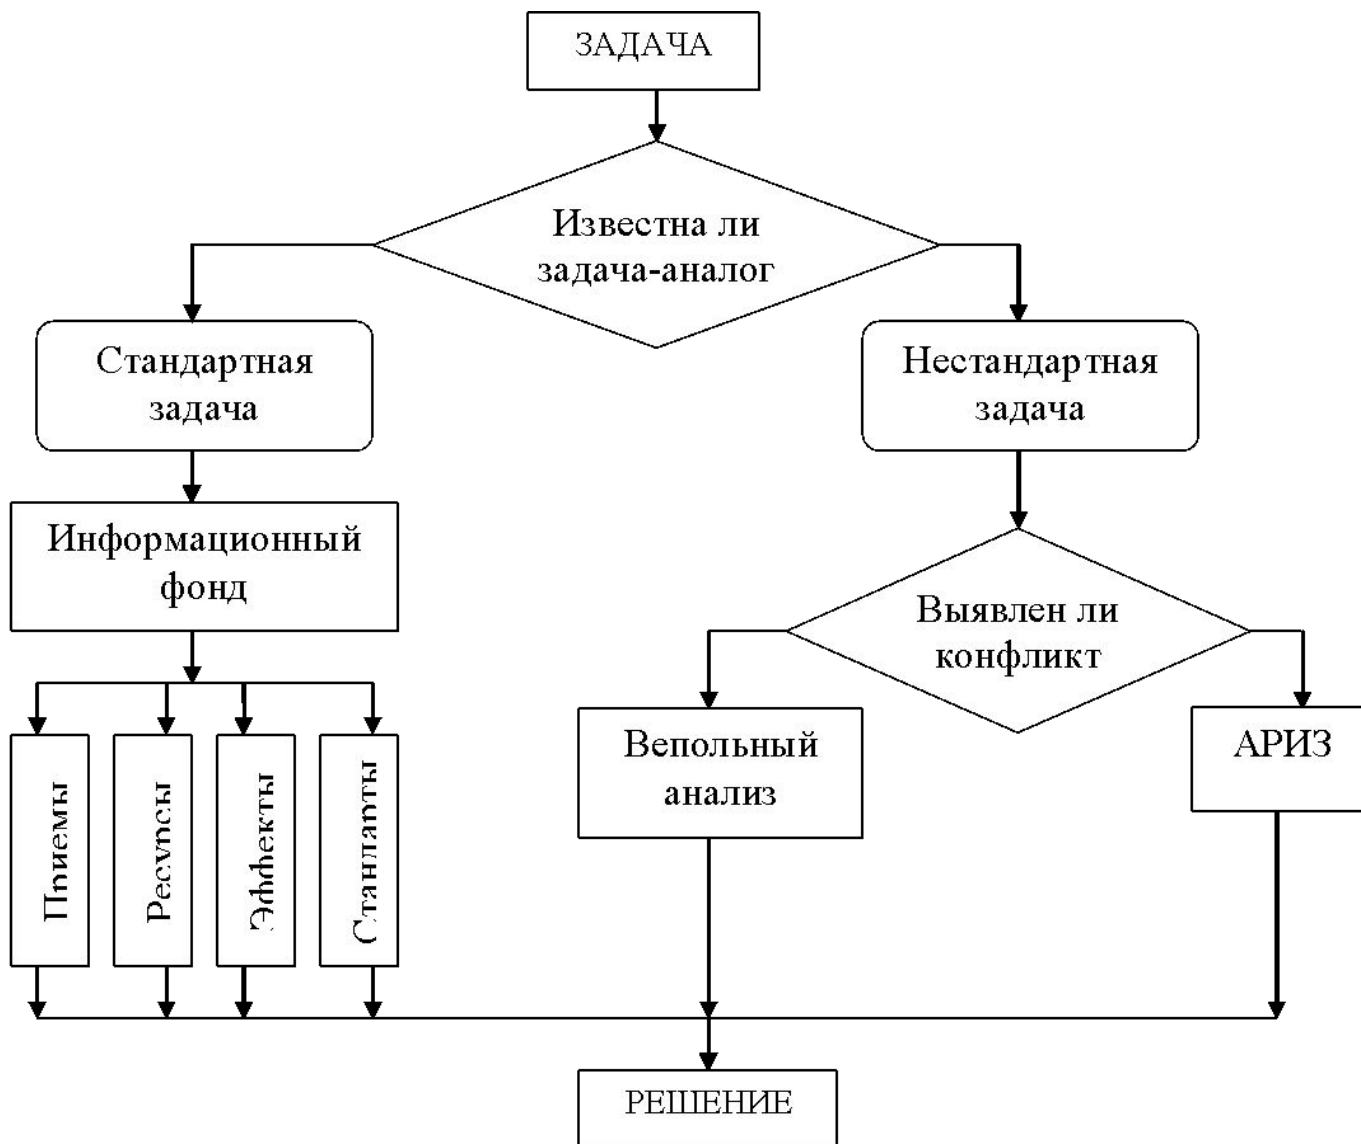 ЗАДАЧА
Известна ли
задача-аналог
Стандартная
задача
Нестандартная
задача
Информационный
фонд
Выявлен ли
конфликт
Приемы
Ресурсы
Эффекты
Стандарты
Вепольный
анализ
АРИЗ
РЕШЕНИЕ